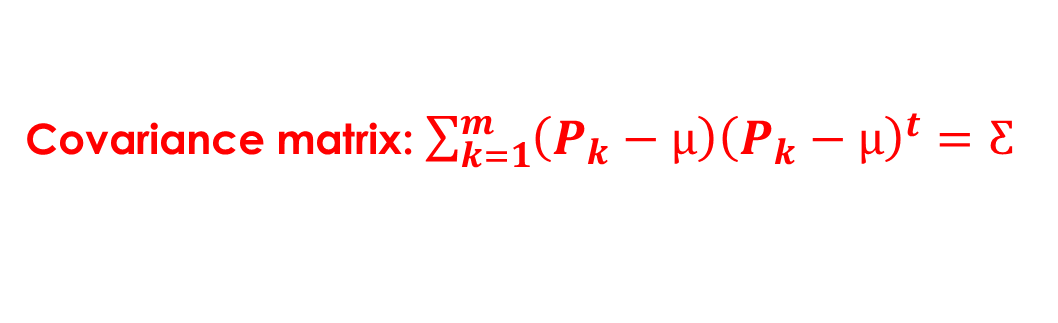 Covariance matrix: ∑ₖ₌₁ᵐ(Pₖ − μ)(Pₖ − μ)ᵗ = Ʃ